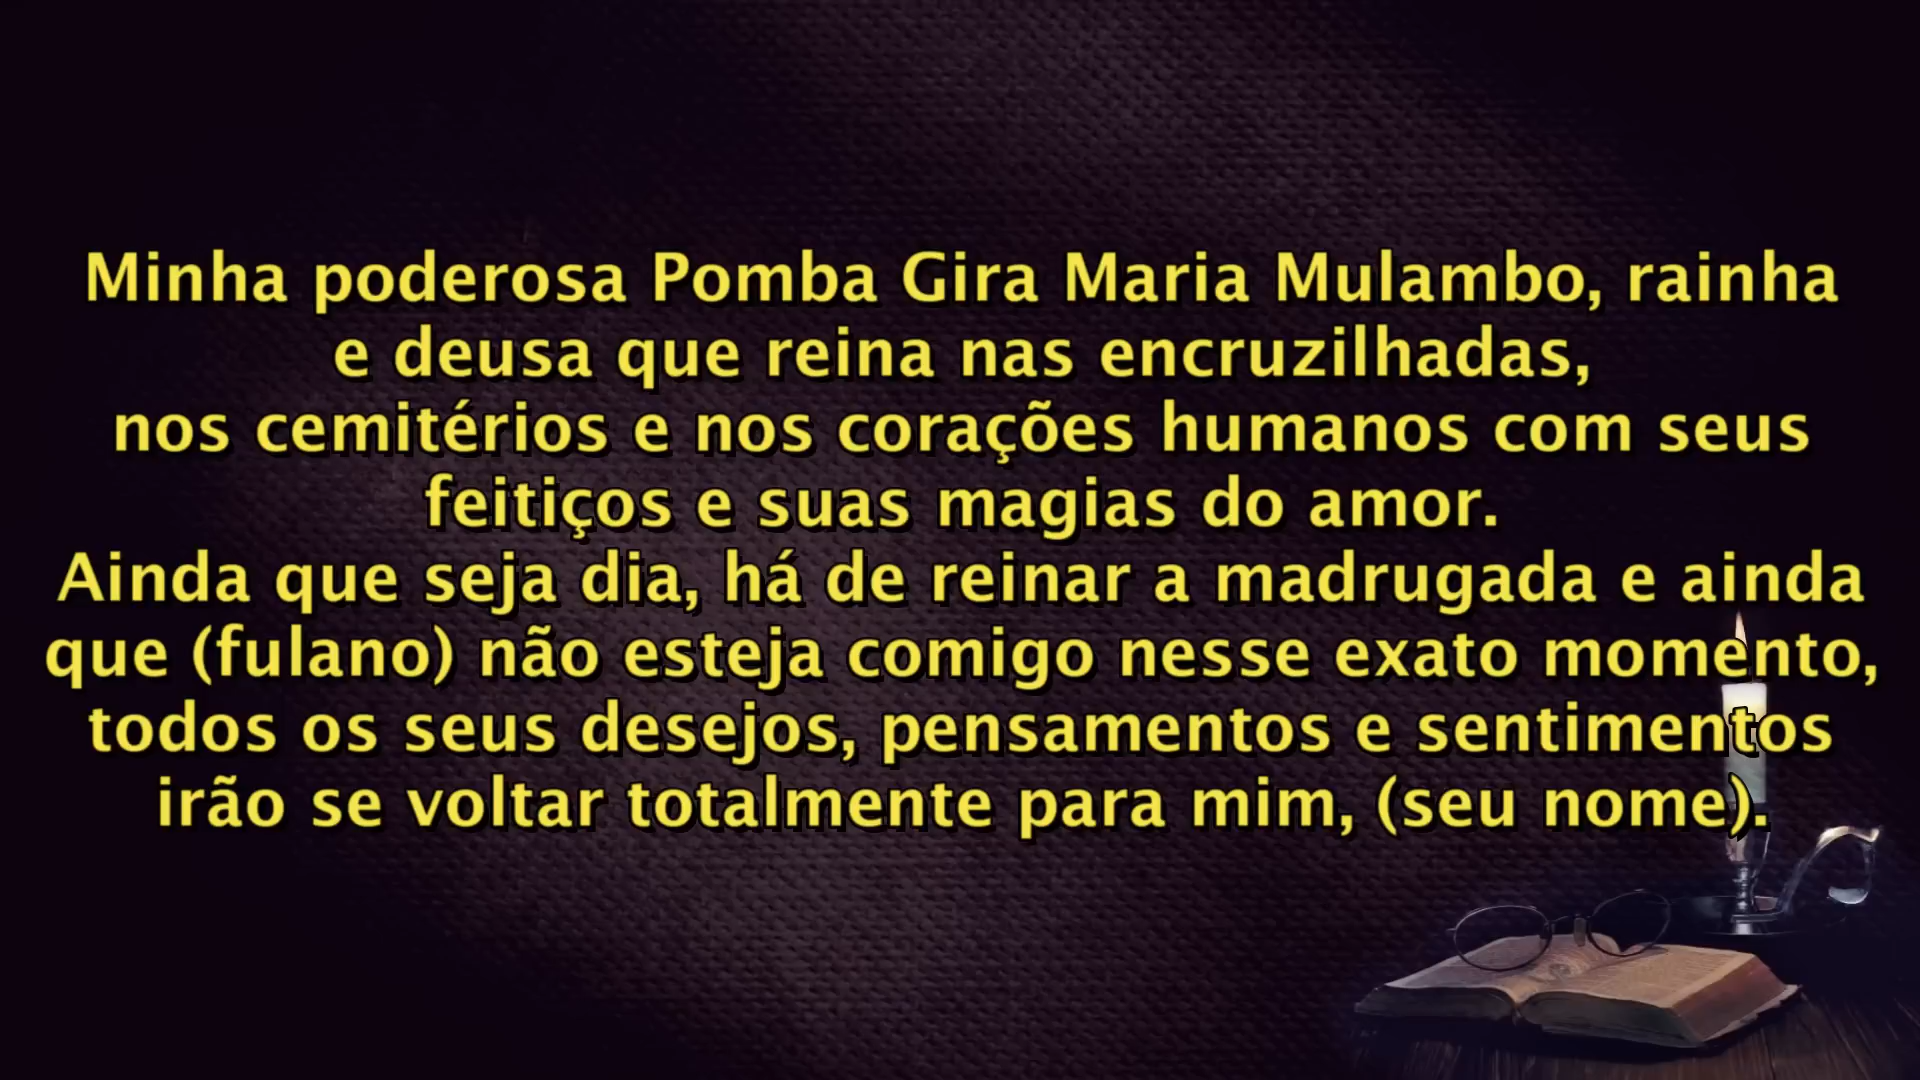 Minha poderosa Pomba Gira Maria Mulambo, rainha
e deusa que reina nas encruzilhadas,
nos cemitérios e nos corações humanos com seus
feitiços e suas magias do amor.
Ainda que seja dia, há de reinar a madrugada e ainda
que (fulano) não esteja comigo nesse exato momento,
todos os seus desejos, pensamentos e sentimentos
irão se voltar totalmente para mim, (seu nome).